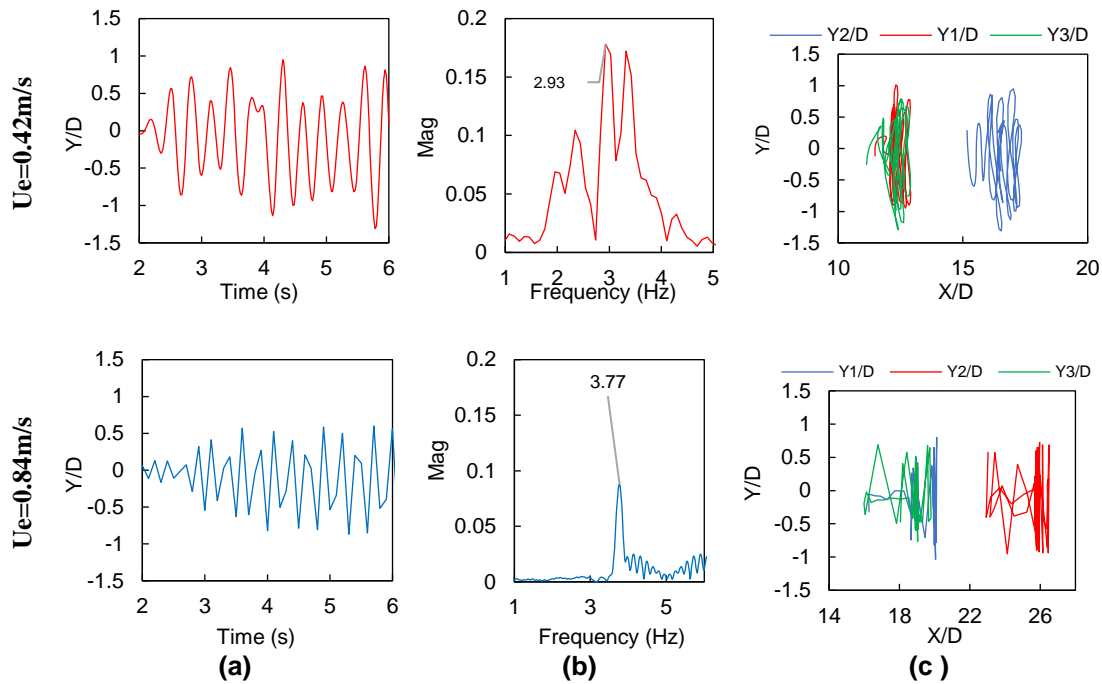 Ue=0.42m/s
Y/D
1.5
1
0.5
0
-0.5
-1
-1.5
2 3 4 5 6
Time (s)
Mag
0.2
0.15
0.1
0.05
0
2.93
1 2 3 4 5
Frequency (Hz)
Y2/D Y1/D Y3/D
Y/D
1.5
1
0.5
0
-0.5
-1
-1.5
10 15 20
X/D
Ue=0.84m/s
Y/D
1.5
1
0.5
0
-0.5
-1
-1.5
2 3 4 5 6
Time (s)
(a)
Mag
0.2
0.15
0.1
0.05
0
3.77
1 3 5
Frequency (Hz)
(b)
Y1/D Y2/D Y3/D
Y/D
1.5
1
0.5
0
-0.5
-1
-1.5
14 18 22 26
X/D
(c )